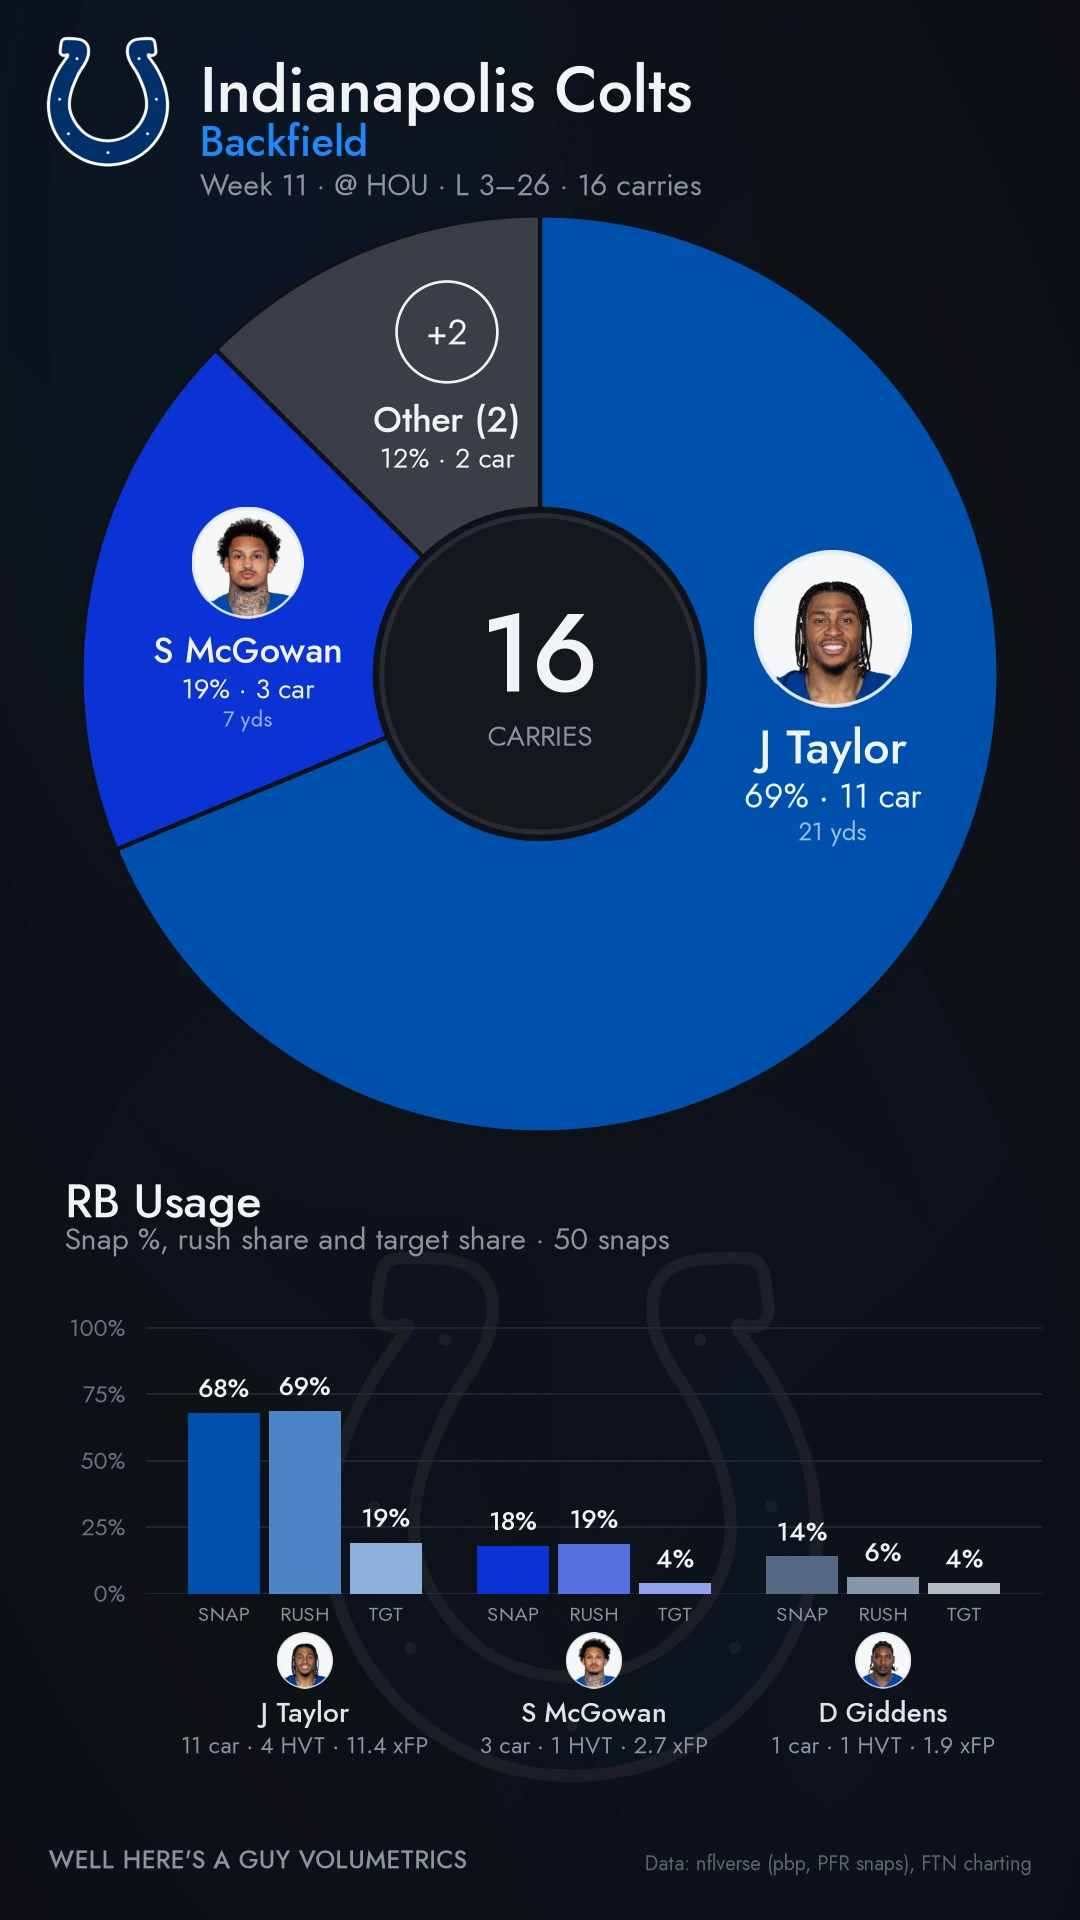 Indianapolis Colts
Backfield
Week 11 · @ HOU · L 3–26 · 16 carries
+2
Other (2)
12% · 2 car
S McGowan
19% · 3 car
7 yds
16
CARRIES
J Taylor
69% · 11 car
21 yds
RB Usage
Snap %, rush share and target share · 50 snaps
100%
75%
50%
25%
0%
68% 69% 19%
18% 19% 4%
14% 6% 4%
SNAP RUSH TGT SNAP RUSH TGT SNAP RUSH TGT
J Taylor S McGowan D Giddens
11 car · 4 HVT · 11.4 xFP 3 car · 1 HVT · 2.7 xFP 1 car · 1 HVT · 1.9 xFP
WELL HERE'S A GUY VOLUMETRICS
Data: nflverse (pbp, PFR snaps), FTN charting